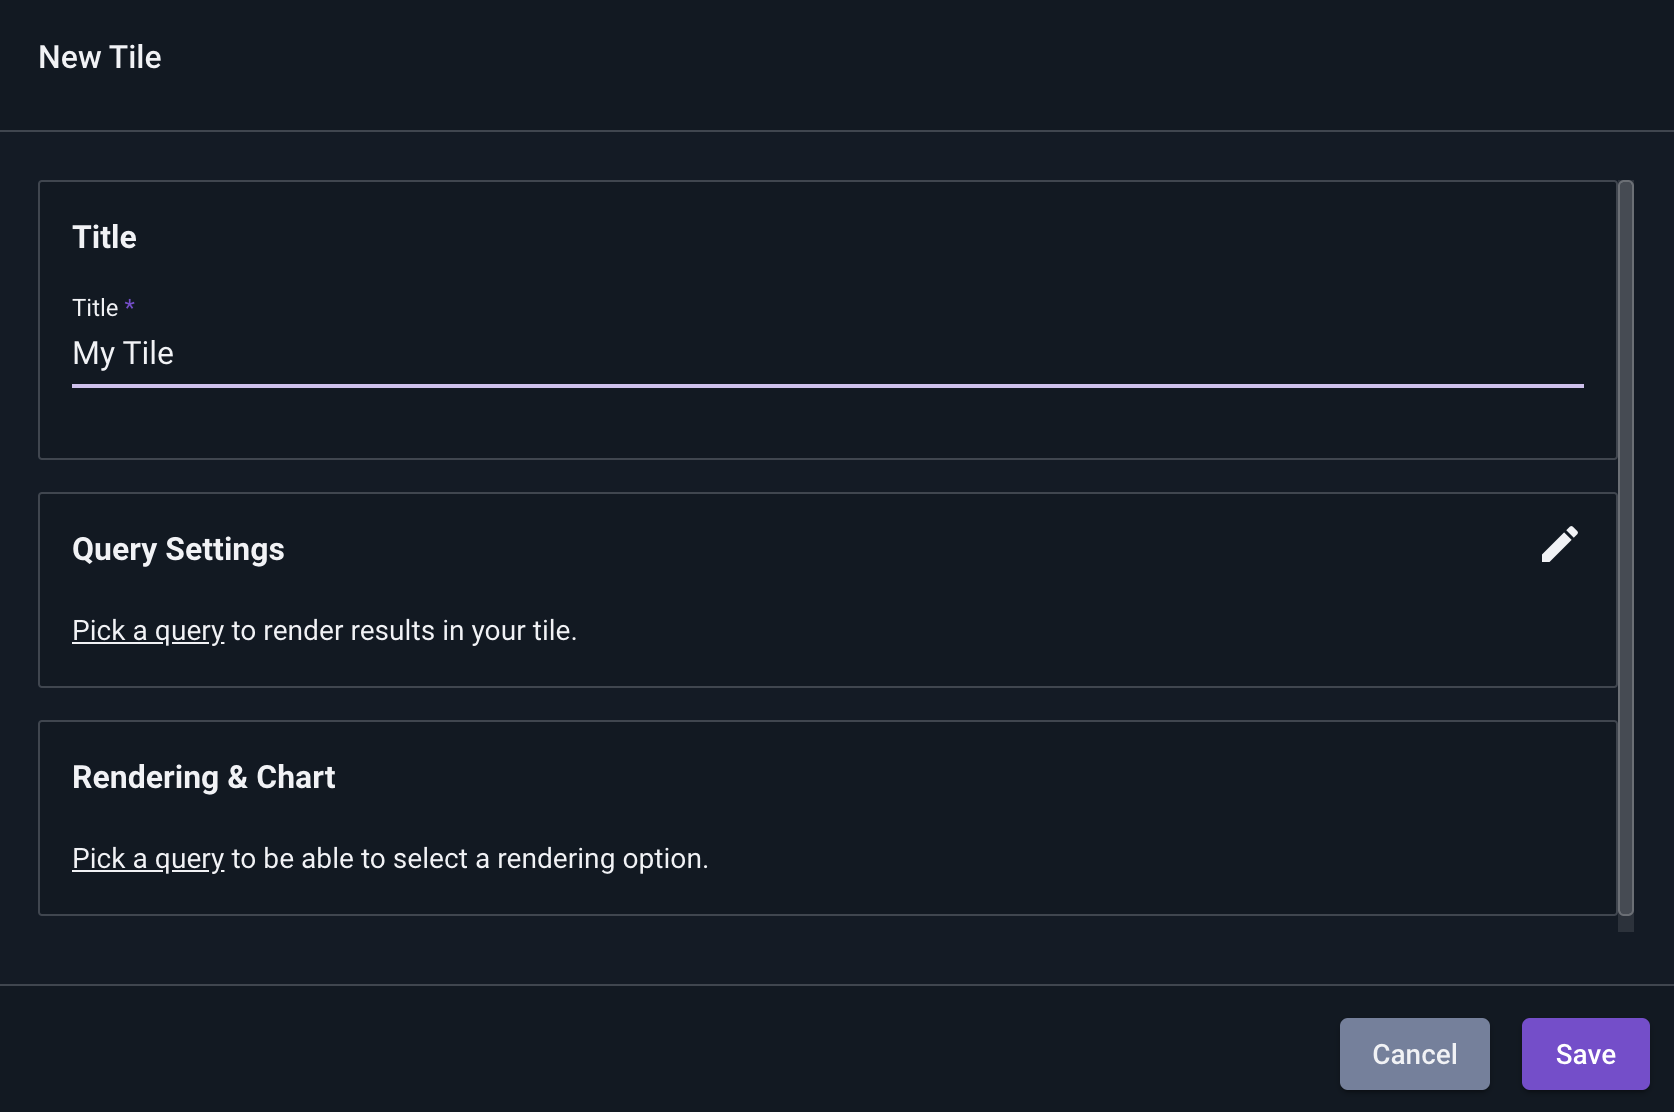 New Tile
Title
Title *
My Tile
Query Settings
Pick a query to render results in your tile.
Rendering & Chart
Pick a query to be able to select a rendering option.
Cancel
Save